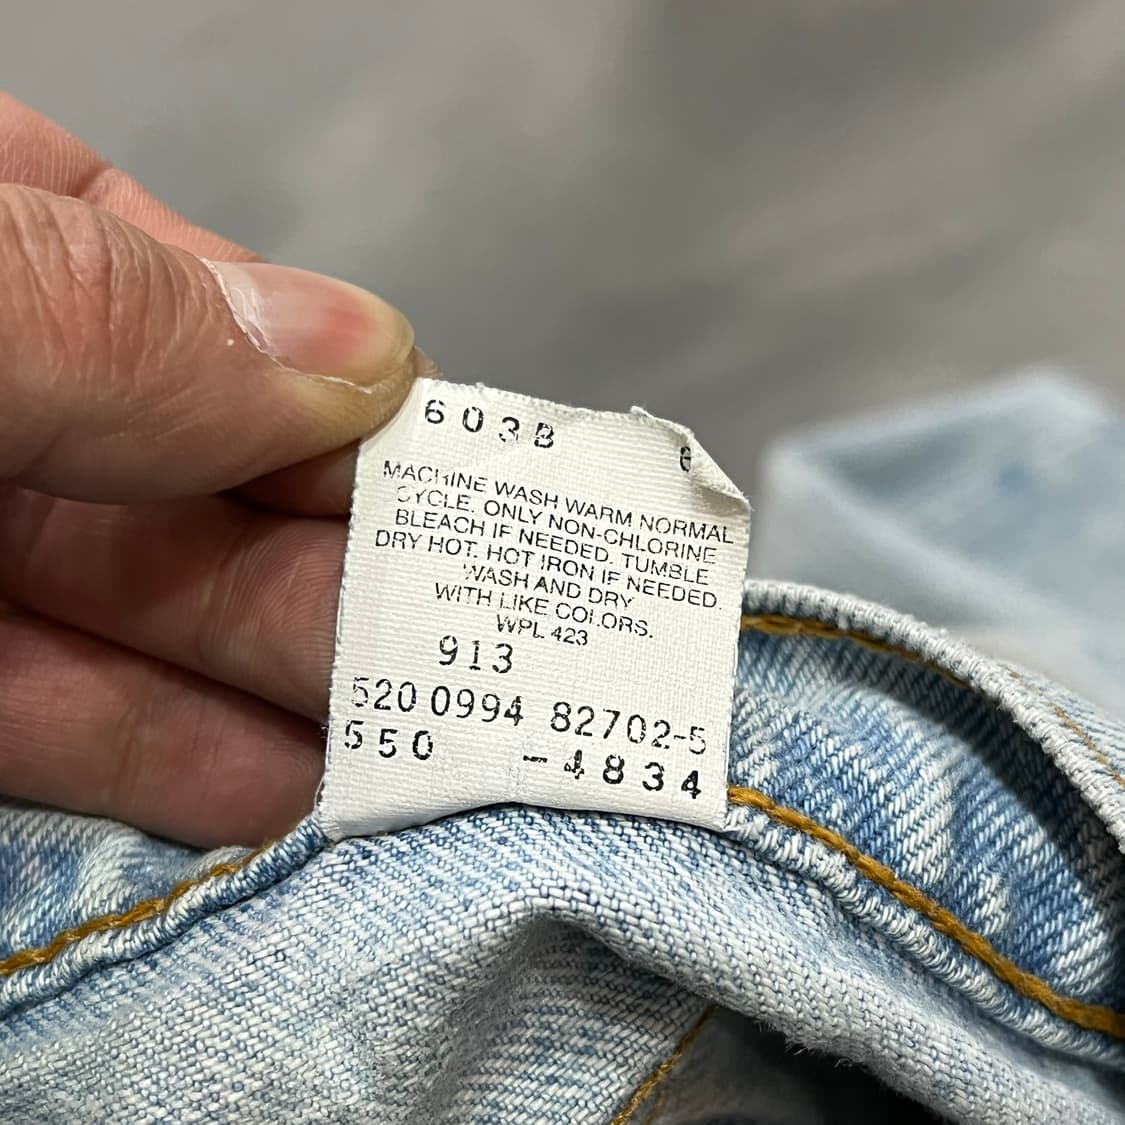 603B 6
MACHINE WASH WARM NORMAL
CYCLE. ONLY NON-CHLORINE
BLEACH IF NEEDED. TUMBLE
DRY HOT. HOT IRON IF NEEDED.
WASH AND DRY
WITH LIKE COLORS.
WPL 423
913
520 0994 82702-5
550 -4834